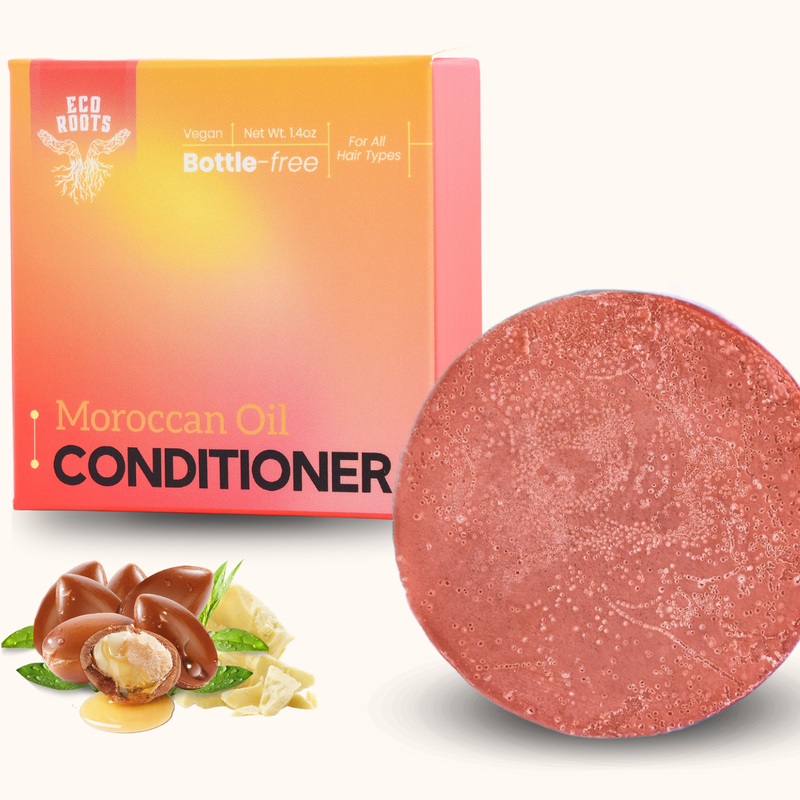 ECO
ROOTS
Vegan Net Wt. 1.4oz
Bottle-free
For All
Hair Types
Moroccan Oil
CONDITIONER